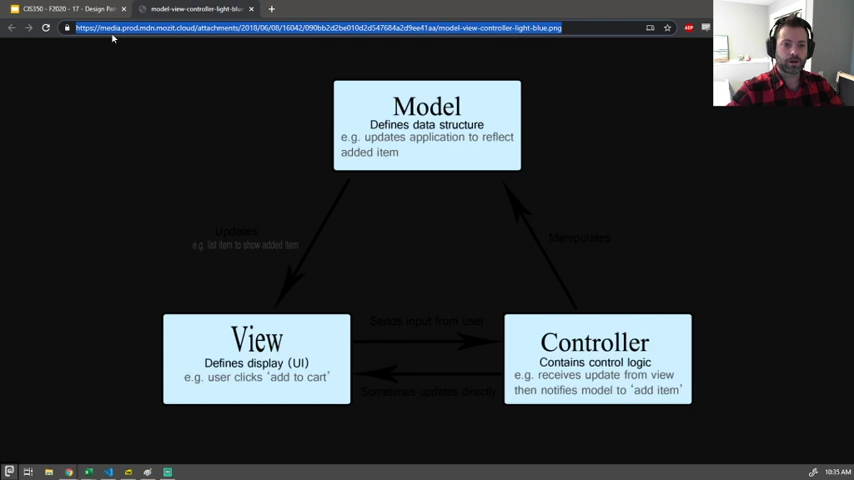 CIS350 - F2020 - 17 - Design Pa
model-view-controller-light-blue
https://media.prod.mdn.mozit.cloud/attachments/2018/06/08/16042/090bb2d2be010d2d547684a2d9ee41aa/model-view-controller-light-blue.png
ABP
Model
Defines data structure
e.g. updates application to reflect
added item
Updates
e.g. list item to show added item
Manipulates
View
Defines display (UI)
e.g. user clicks ‘add to cart’
Sends input from user
Sometimes updates directly
Controller
Contains control logic
e.g. receives update from view
then notifies model to ‘add item’
10:35 AM